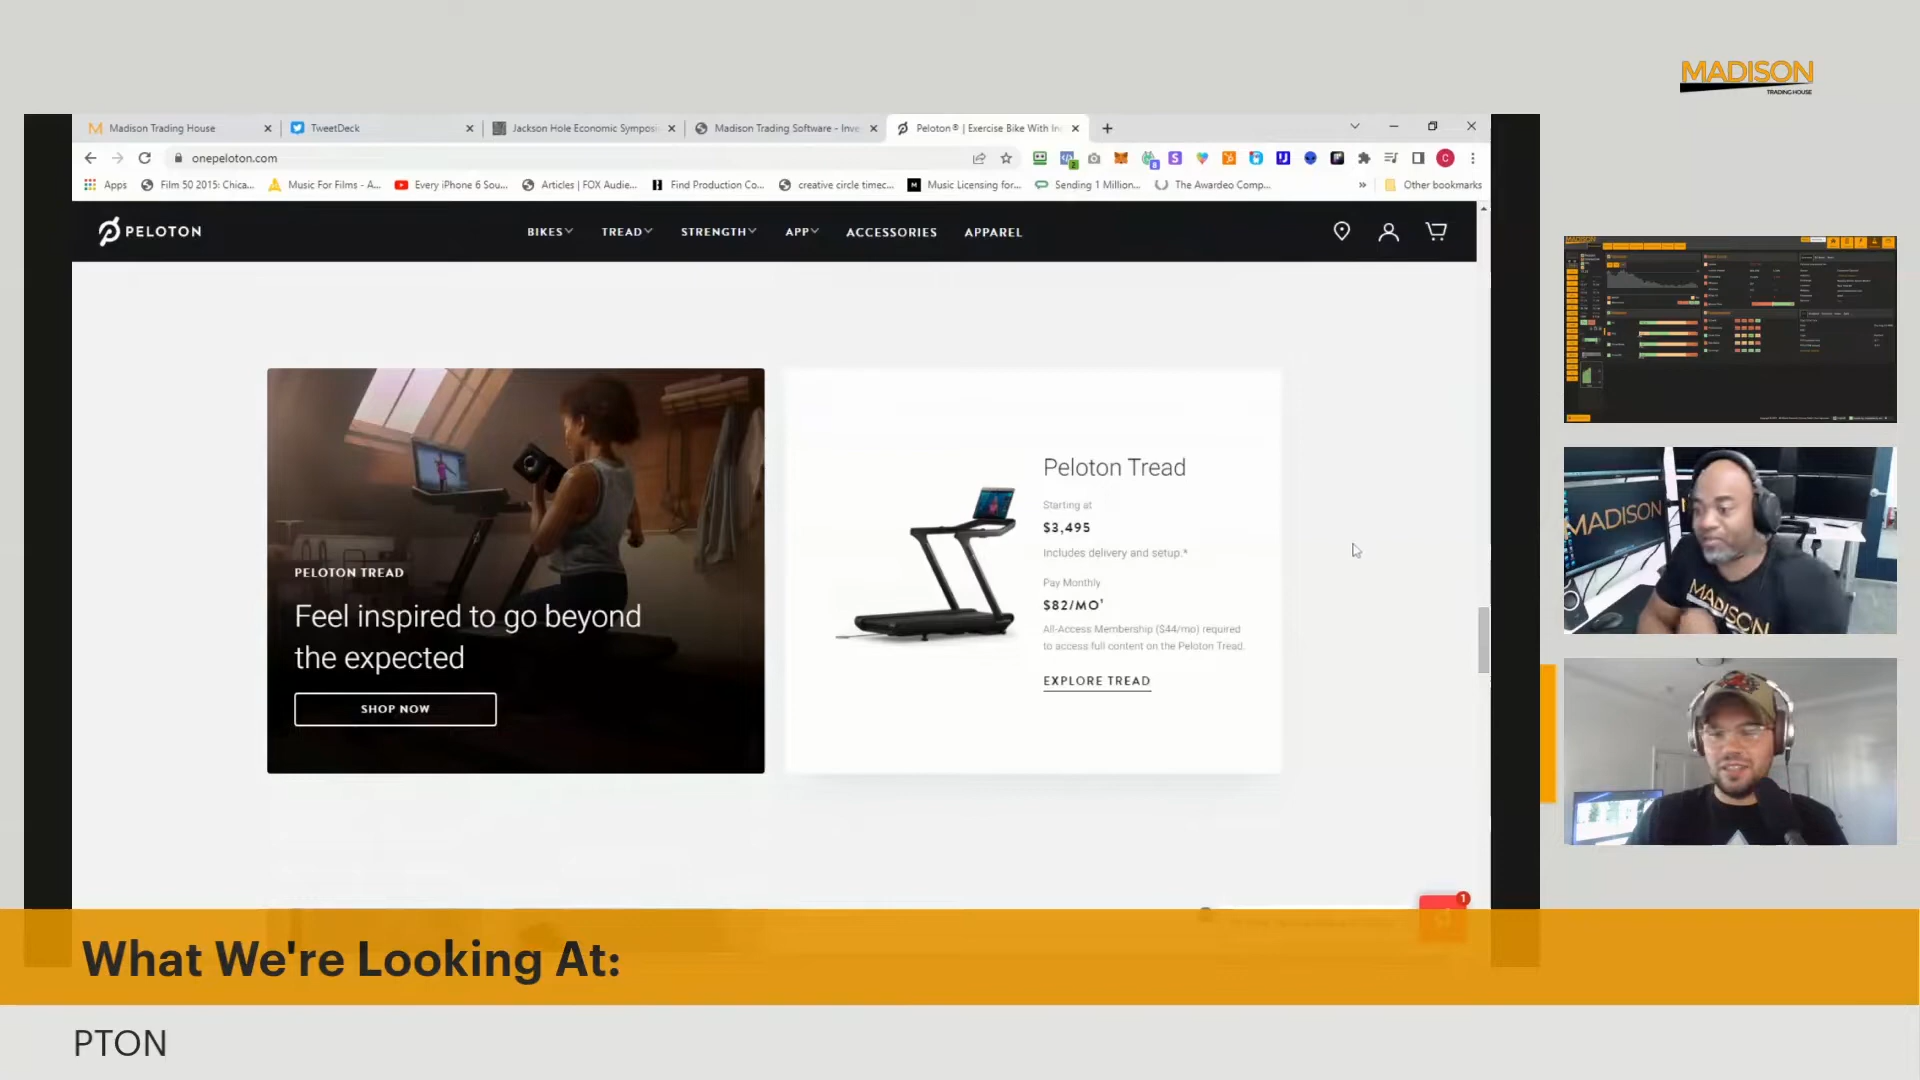 MADISON
TRADING HOUSE
Madison Trading House
TweetDeck
Jackson Hole Economic Sympos
Madison Trading Software - Inve
Peloton® | Exercise Bike With In
onepeloton.com
Apps
Film 50 2015: Chica...
Music For Films - A...
Every iPhone 6 Sou...
Articles | FOX Audie...
Find Production Co...
creative circle timec...
Music Licensing for...
Sending 1 Million...
The Awardeo Comp...
Other bookmarks
PELOTON
BIKES
TREAD
STRENGTH
APP
ACCESSORIES
APPAREL
PELOTON TREAD
Feel inspired to go beyond
the expected
SHOP NOW
Peloton Tread
Starting at
$3,495
Includes delivery and setup.*
Pay Monthly
$82/MO†
All-Access Membership ($44/mo) required
to access full content on the Peloton Tread.
EXPLORE TREAD
1
MADISON
MADISON
MADISON
What We're Looking At:
PTON